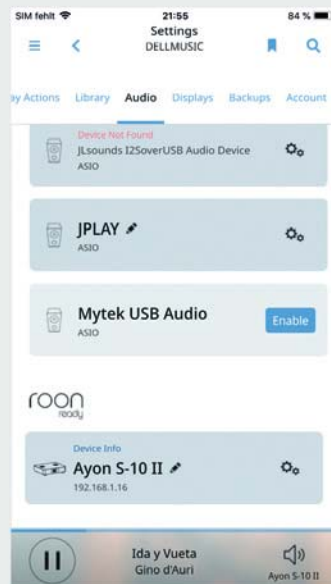 SIM fehlt 21:55 84 %
Settings
DELLMUSIC
ay Actions Library Audio Displays Backups Account
Device Not Found
JLsounds I2SoverUSB Audio Device
ASIO
JPLAY
ASIO
Mytek USB Audio
Enable
ASIO
roon
ready
Device Info
Ayon S-10 II
192.168.1.16
Ida y Vueta
Gino d'Auri
Ayon S-10 II